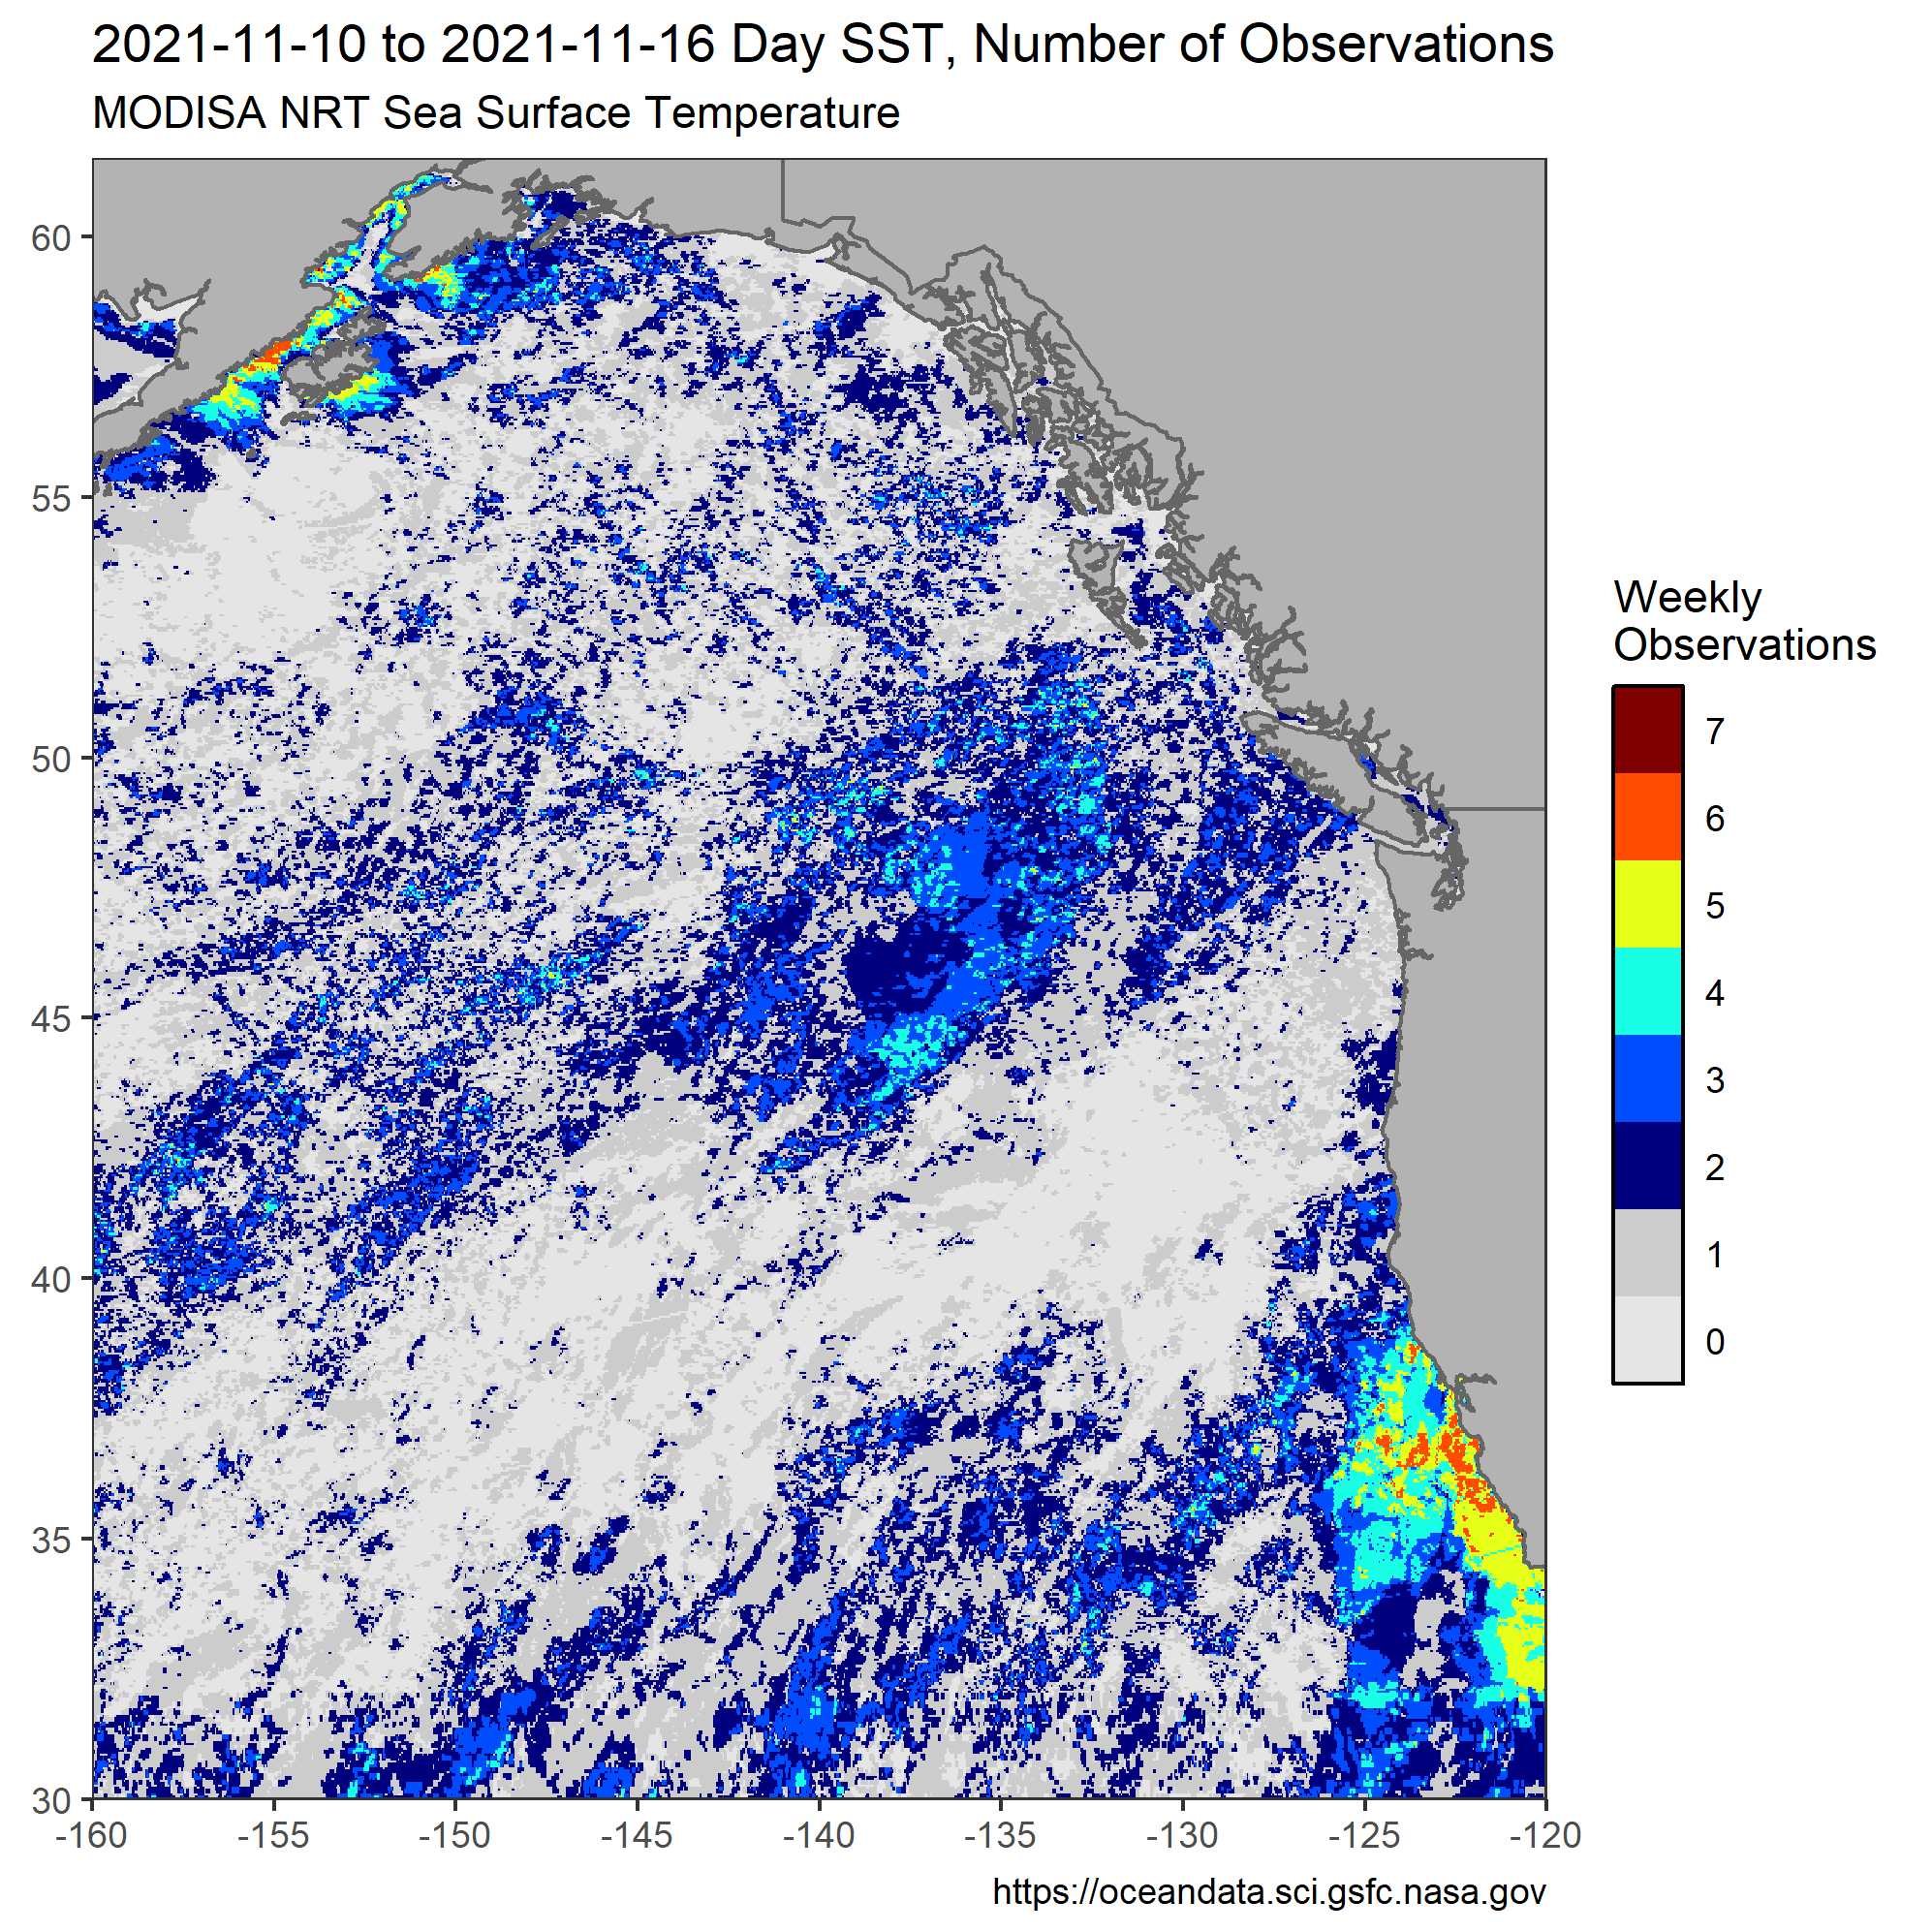 2021-11-10 to 2021-11-16 Day SST, Number of Observations
MODISA NRT Sea Surface Temperature
60
55
50
45
40
35
30
-160 -155 -150 -145 -140 -135 -130 -125 -120
Weekly
Observations
7
6
5
4
3
2
1
0
https://oceandata.sci.gsfc.nasa.gov